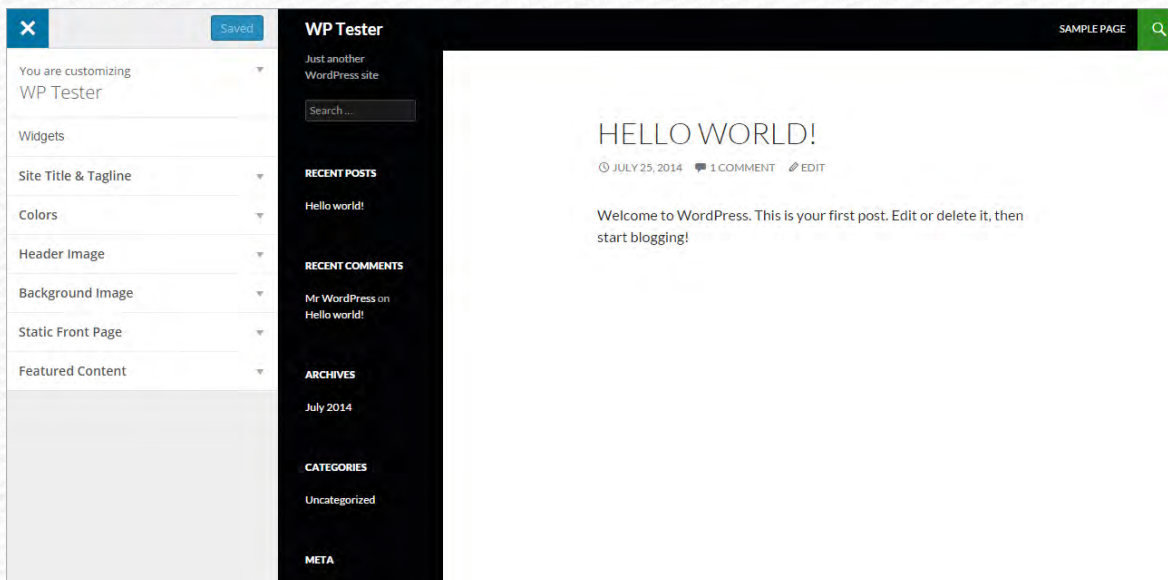 Saved
You are customizing
WP Tester
Widgets
Site Title & Tagline
Colors
Header Image
Background Image
Static Front Page
Featured Content
WP Tester
Just another
WordPress site
Search ...
RECENT POSTS
Hello world!
RECENT COMMENTS
Mr WordPress on
Hello world!
ARCHIVES
July 2014
CATEGORIES
Uncategorized
META
SAMPLE PAGE
HELLO WORLD!
JULY 25, 2014 1 COMMENT EDIT
Welcome to WordPress. This is your first post. Edit or delete it, then
start blogging!